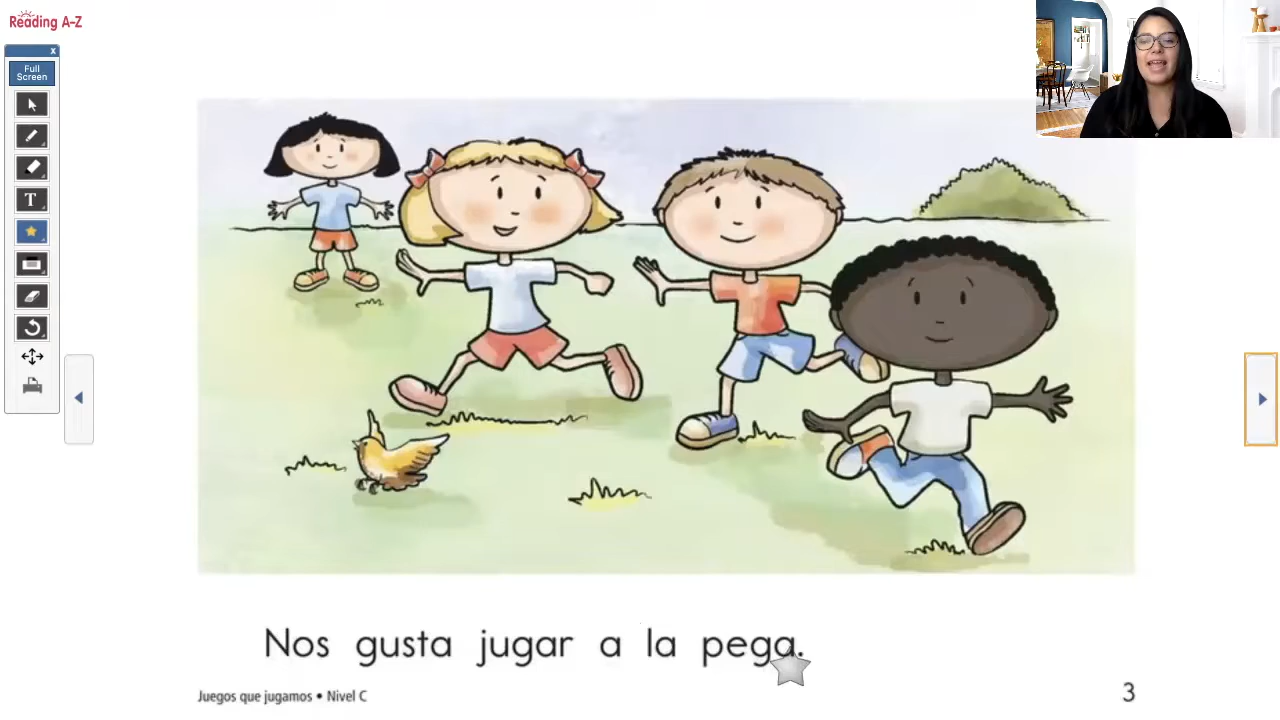 Reading A-Z
x
Full
Screen
T
Nos gusta jugar a la pega.
Juegos que jugamos • Nivel C
3